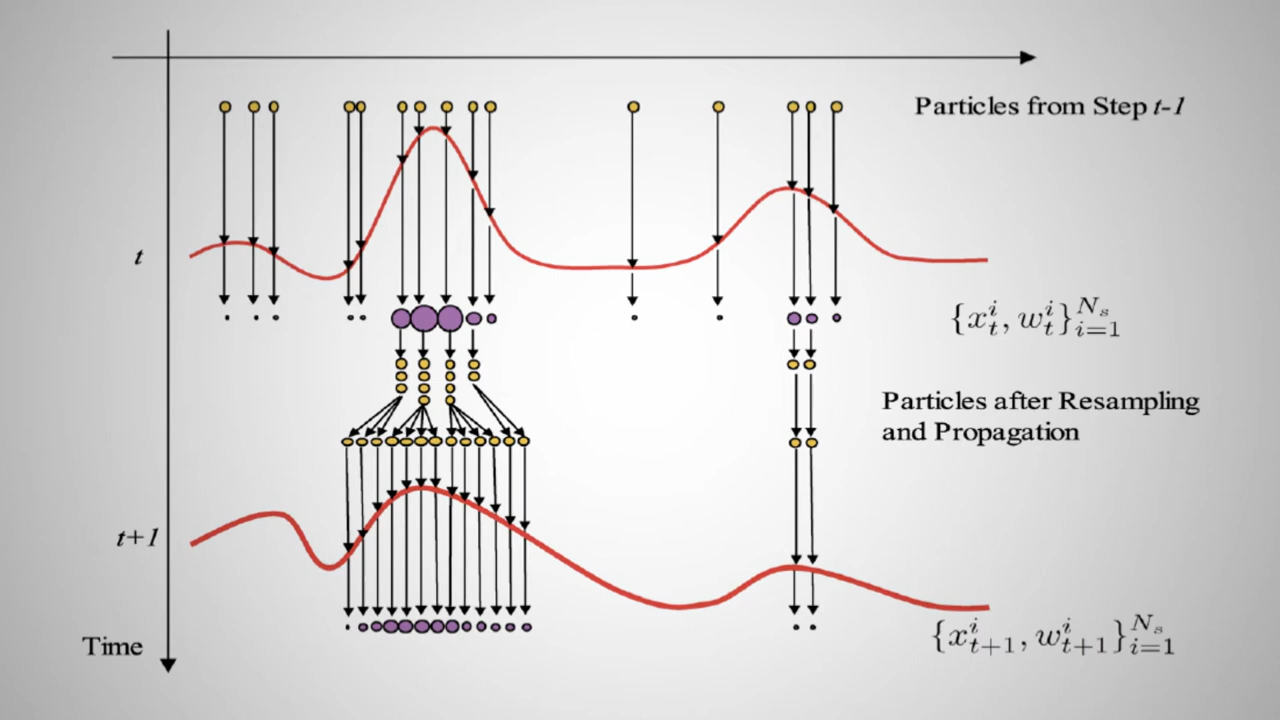 Particles from Step t-1
t
{x_t^i, w_t^i}_{i=1}^{N_s}
Particles after Resampling
and Propagation
t+1
{x_{t+1}^i, w_{t+1}^i}_{i=1}^{N_s}
Time